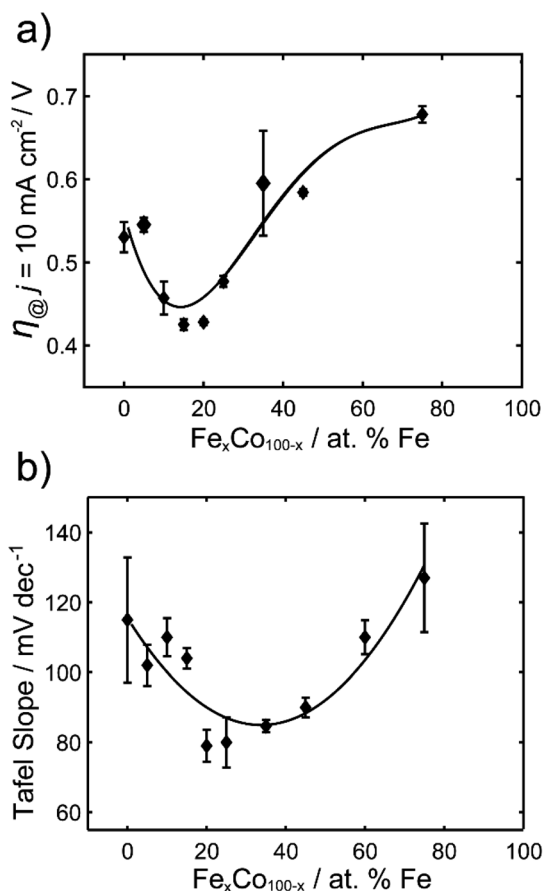 a)
η@ j = 10 mA cm⁻² / V
0.7
0.6
0.5
0.4
0 20 40 60 80 100
FeₓCo₁₀₀₋ₓ / at. % Fe
b)
Tafel Slope / mV dec⁻¹
140
120
100
80
60
0 20 40 60 80 100
FeₓCo₁₀₀₋ₓ / at. % Fe